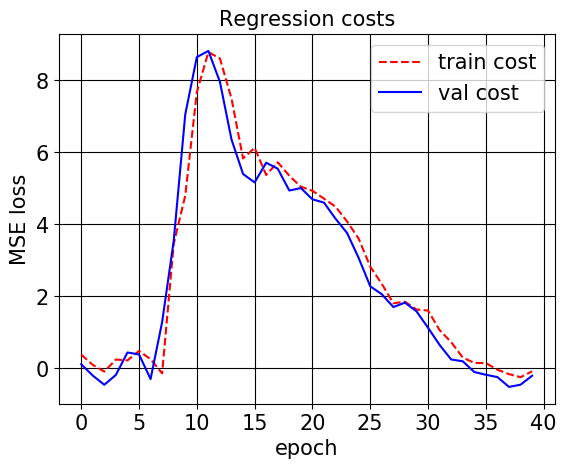 Regression costs
train cost
val cost
MSE loss
8
6
4
2
0
0 5 10 15 20 25 30 35 40
epoch